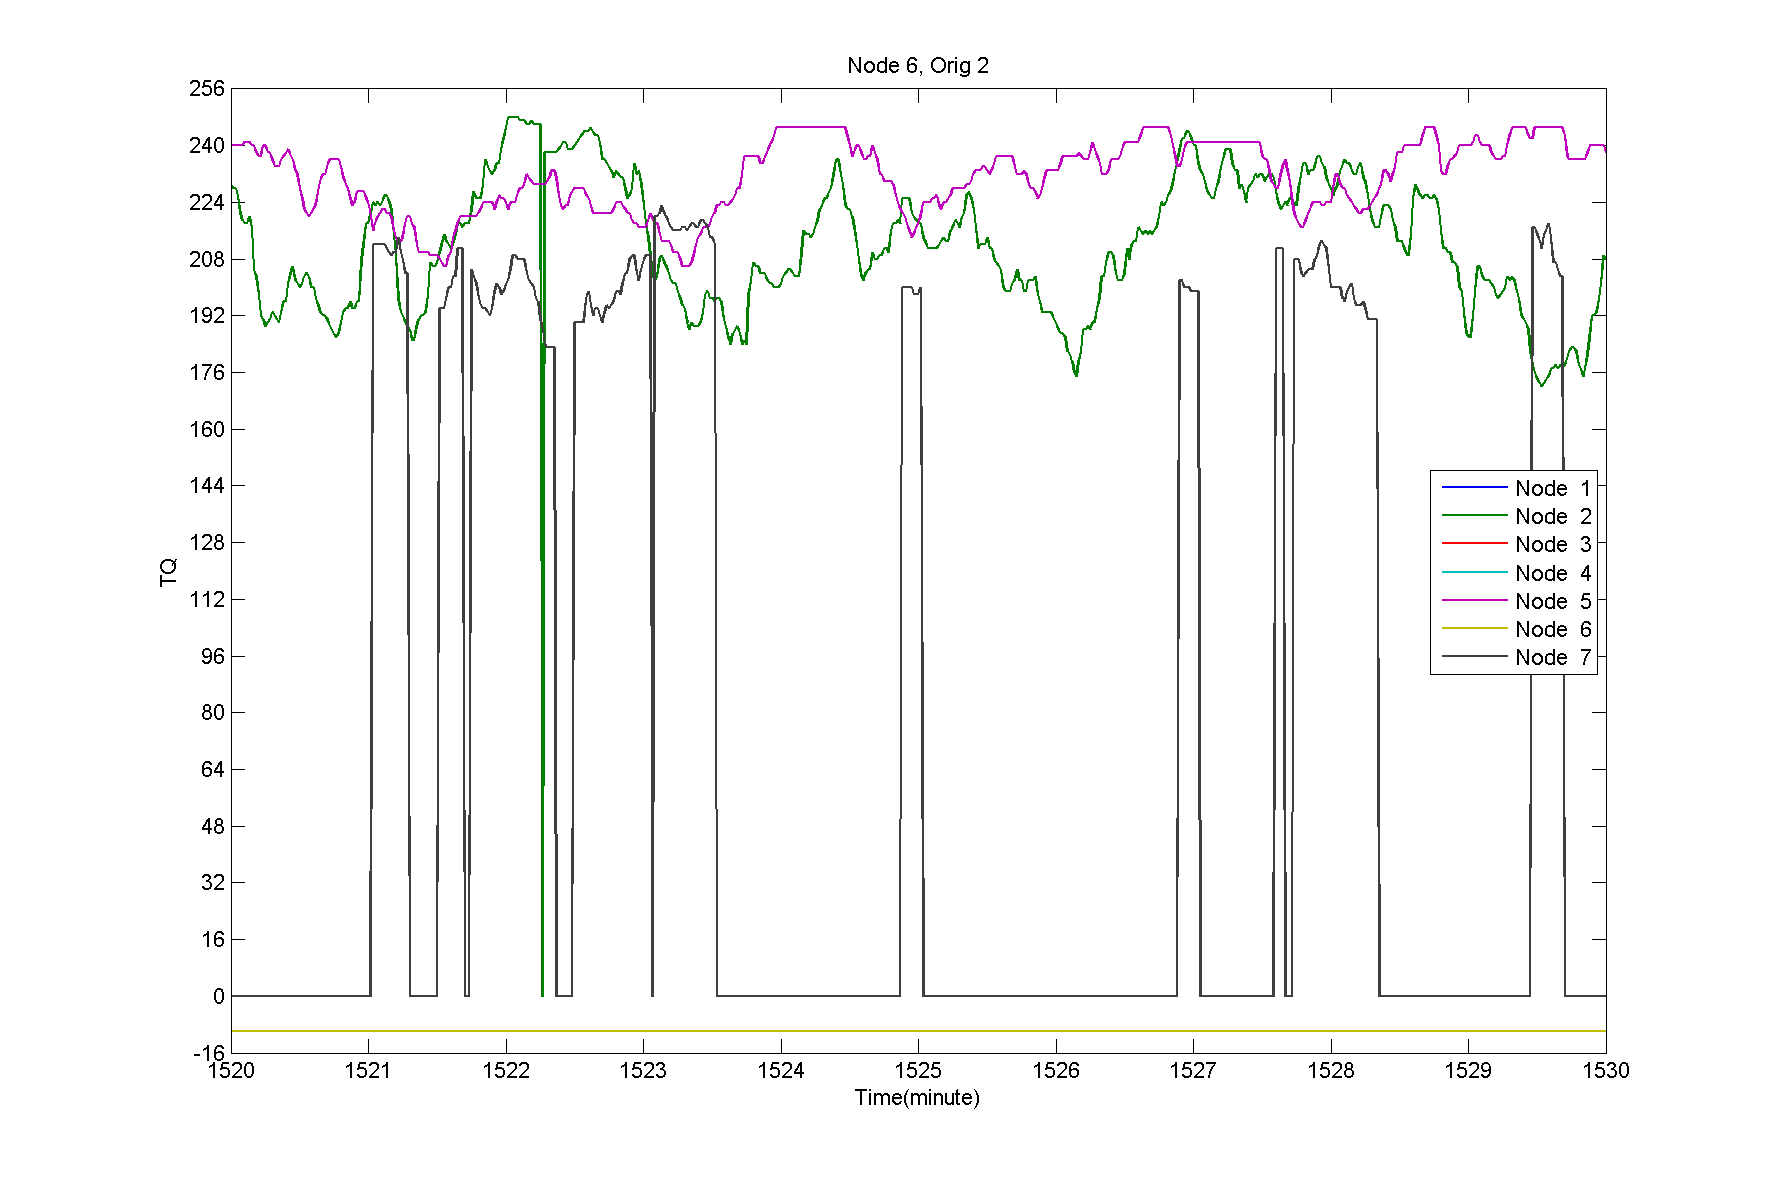 Node 6, Orig 2
256
240
224
208
192
176
160
144
128
112
96
80
64
48
32
16
0
-16
TQ
Node 1
Node 2
Node 3
Node 4
Node 5
Node 6
Node 7
1520 1521 1522 1523 1524 1525 1526 1527 1528 1529 1530
Time(minute)